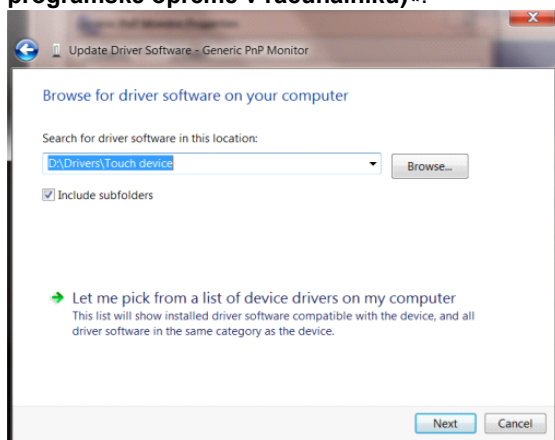 programske opreme v računalniku)«.
Update Driver Software - Generic PnP Monitor
Browse for driver software on your computer
Search for driver software in this location:
D:\Drivers\Touch device
Browse...
Include subfolders
Let me pick from a list of device drivers on my computer
This list will show installed driver software compatible with the device, and all
driver software in the same category as the device.
Next Cancel